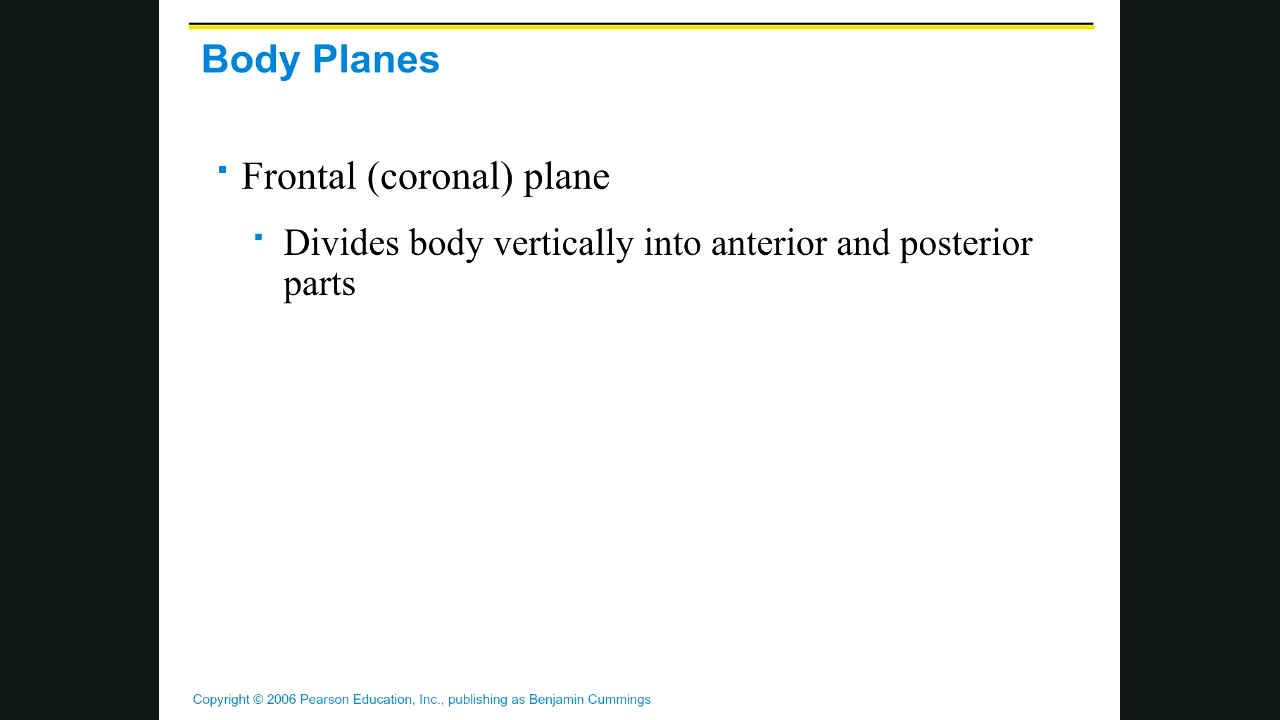 Body Planes
▪ Frontal (coronal) plane
▪ Divides body vertically into anterior and posterior
parts
Copyright © 2006 Pearson Education, Inc., publishing as Benjamin Cummings